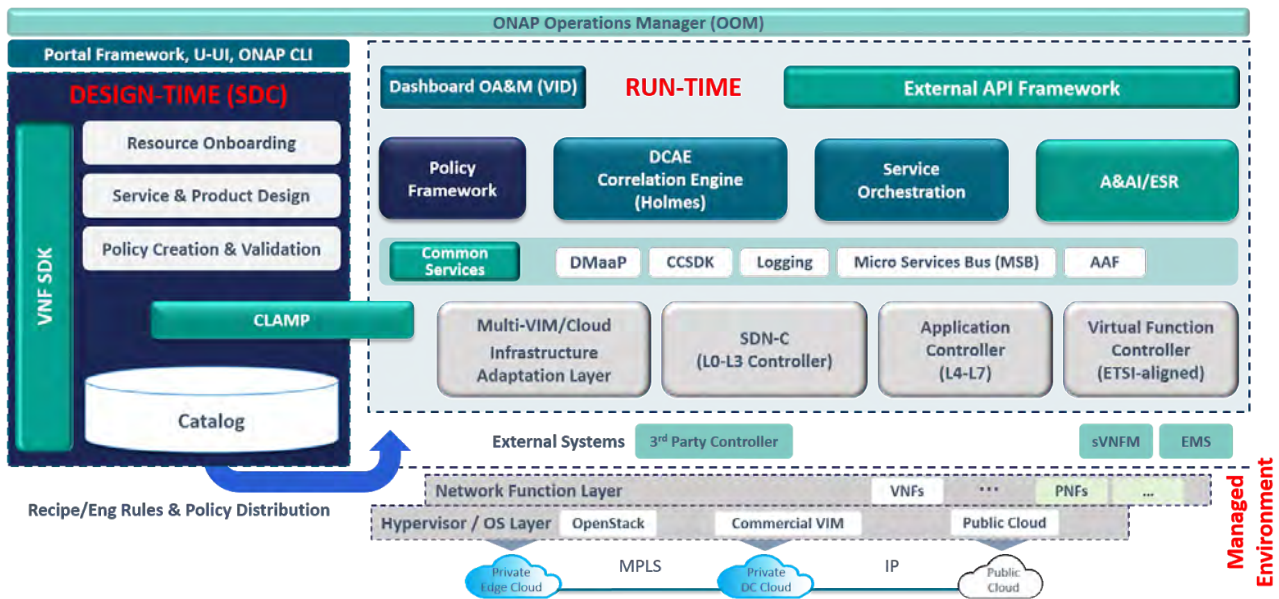 ONAP Operations Manager (OOM)
Portal Framework, U-UI, ONAP CLI
DESIGN-TIME (SDC)
VNF SDK
Resource Onboarding
Service & Product Design
Policy Creation & Validation
CLAMP
Catalog
Recipe/Eng Rules & Policy Distribution
Dashboard OA&M (VID)
RUN-TIME
External API Framework
Policy
Framework
DCAE
Correlation Engine
(Holmes)
Service
Orchestration
A&AI/ESR
Common
Services
DMaaP
CCSDK
Logging
Micro Services Bus (MSB)
AAF
Multi-VIM/Cloud
Infrastructure
Adaptation Layer
SDN-C
(L0-L3 Controller)
Application
Controller
(L4-L7)
Virtual Function
Controller
(ETSI-aligned)
External Systems
3rd Party Controller
sVNFM
EMS
Network Function Layer
VNFs
...
PNFs
...
Hypervisor / OS Layer
OpenStack
Commercial VIM
Public Cloud
Private
Edge Cloud
MPLS
Private
DC Cloud
IP
Public
Cloud
Managed
Environment